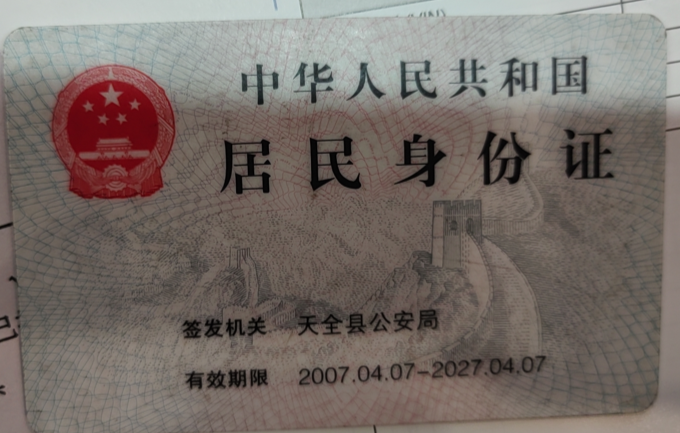 中华人民共和国
居民身份证
签发机关 天全县公安局
有效期限 2007.04.07-2027.04.07